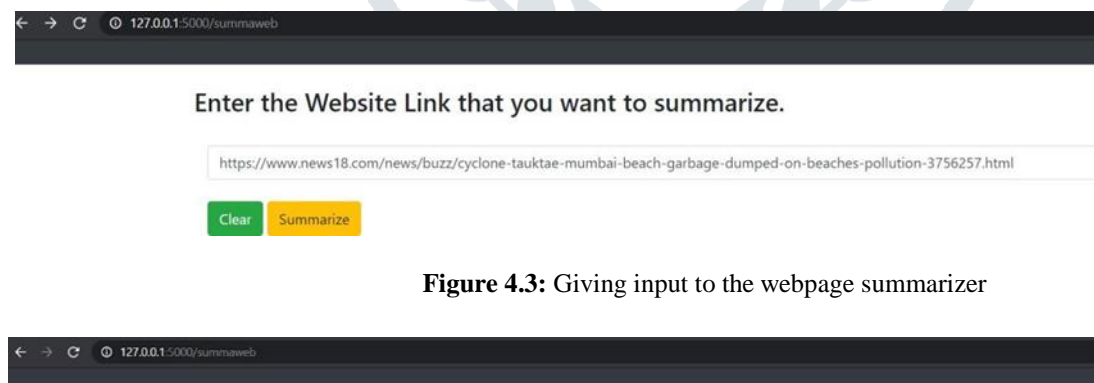 127.0.0.1:5000/summaweb
Enter the Website Link that you want to summarize.
https://www.news18.com/news/buzz/cyclone-tauktae-mumbai-beach-garbage-dumped-on-beaches-pollution-3756257.html
Clear Summarize
Figure 4.3: Giving input to the webpage summarizer
127.0.0.1:5000/summaweb